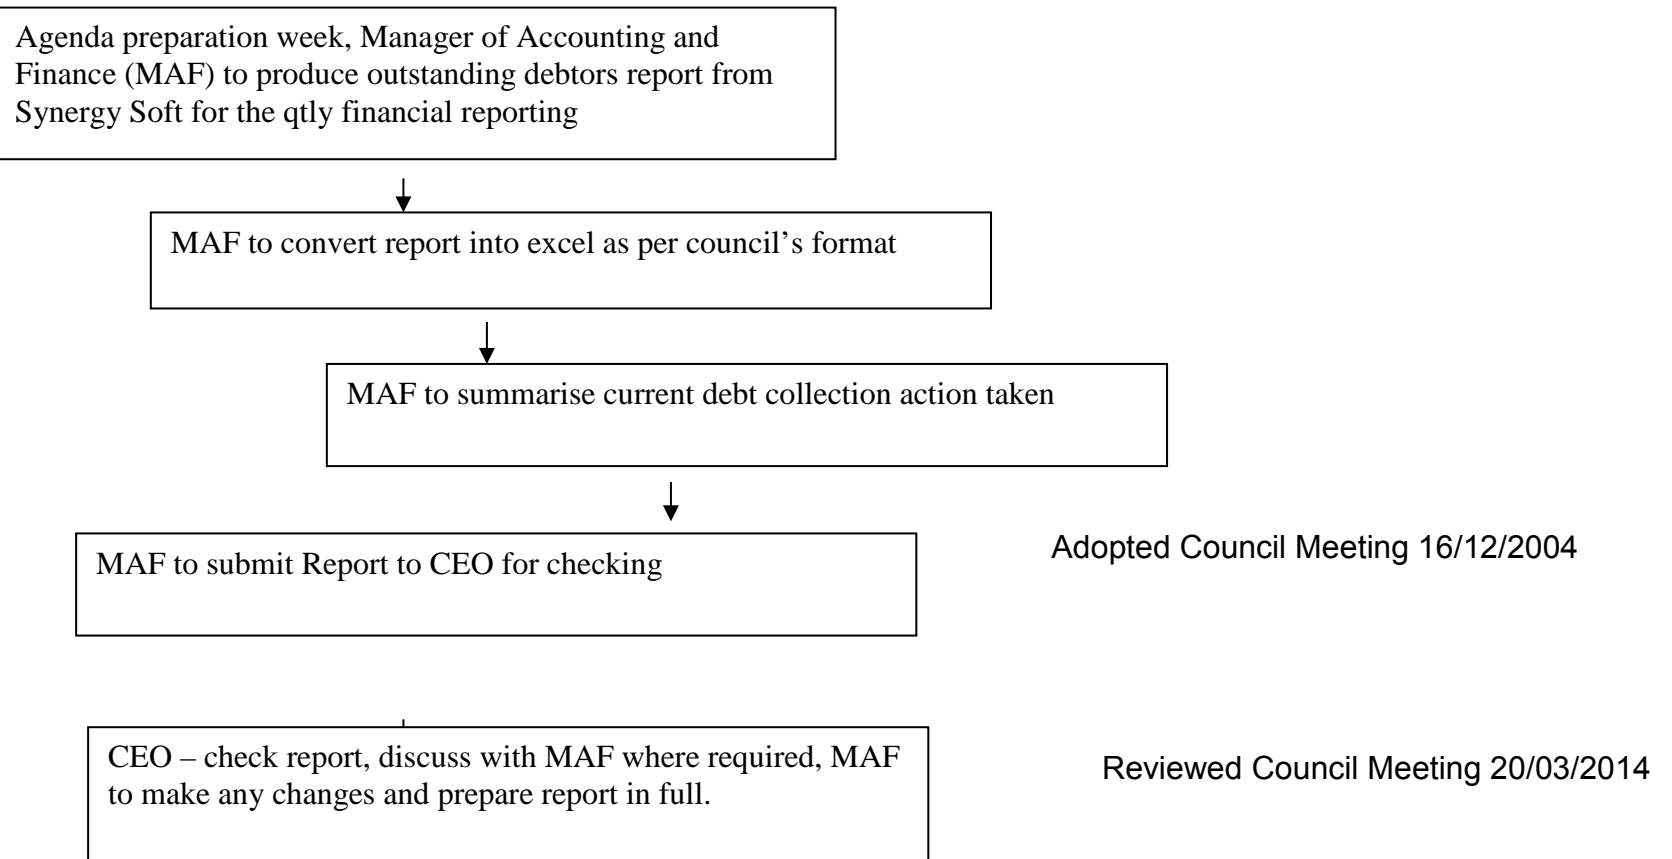 Agenda preparation week, Manager of Accounting and
Finance (MAF) to produce outstanding debtors report from
Synergy Soft for the qtly financial reporting
MAF to convert report into excel as per council’s format
MAF to summarise current debt collection action taken
Adopted Council Meeting 16/12/2004
MAF to submit Report to CEO for checking
CEO – check report, discuss with MAF where required, MAF
to make any changes and prepare report in full.
Reviewed Council Meeting 20/03/2014